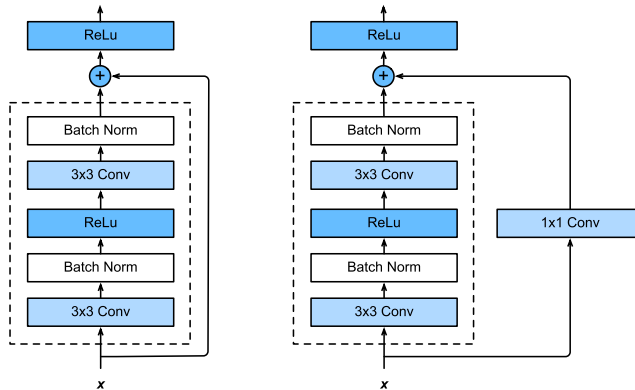 ReLu
+
Batch Norm
3x3 Conv
ReLu
Batch Norm
3x3 Conv
x
ReLu
+
Batch Norm
3x3 Conv
ReLu
Batch Norm
3x3 Conv
x
1x1 Conv